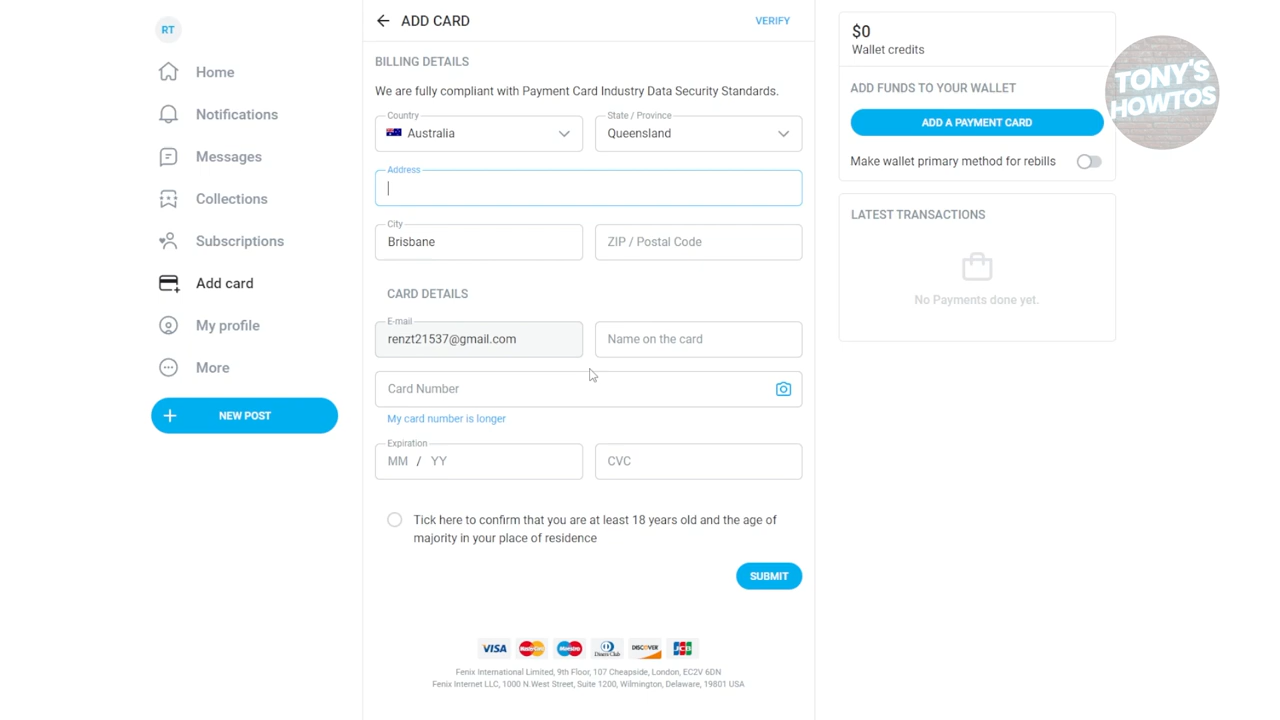 RT
Home
Notifications
Messages
Collections
Subscriptions
Add card
My profile
More
NEW POST
ADD CARD
VERIFY
BILLING DETAILS
We are fully compliant with Payment Card Industry Data Security Standards.
Country
Australia
State / Province
Queensland
Address
City
Brisbane
ZIP / Postal Code
CARD DETAILS
E-mail
renzt21537@gmail.com
Name on the card
Card Number
My card number is longer
Expiration
MM / YY
CVC
Tick here to confirm that you are at least 18 years old and the age of
majority in your place of residence
SUBMIT
VISA MasterCard Maestro Diners Club DISCOVER JCB
Fenix International Limited, 9th Floor, 107 Cheapside, London, EC2V 6DN
Fenix Internet LLC, 1000 N.West Street, Suite 1200, Wilmington, Delaware, 19801 USA
$0
Wallet credits
ADD FUNDS TO YOUR WALLET
ADD A PAYMENT CARD
Make wallet primary method for rebills
LATEST TRANSACTIONS
No Payments done yet.
TONY'S
HOWTOS